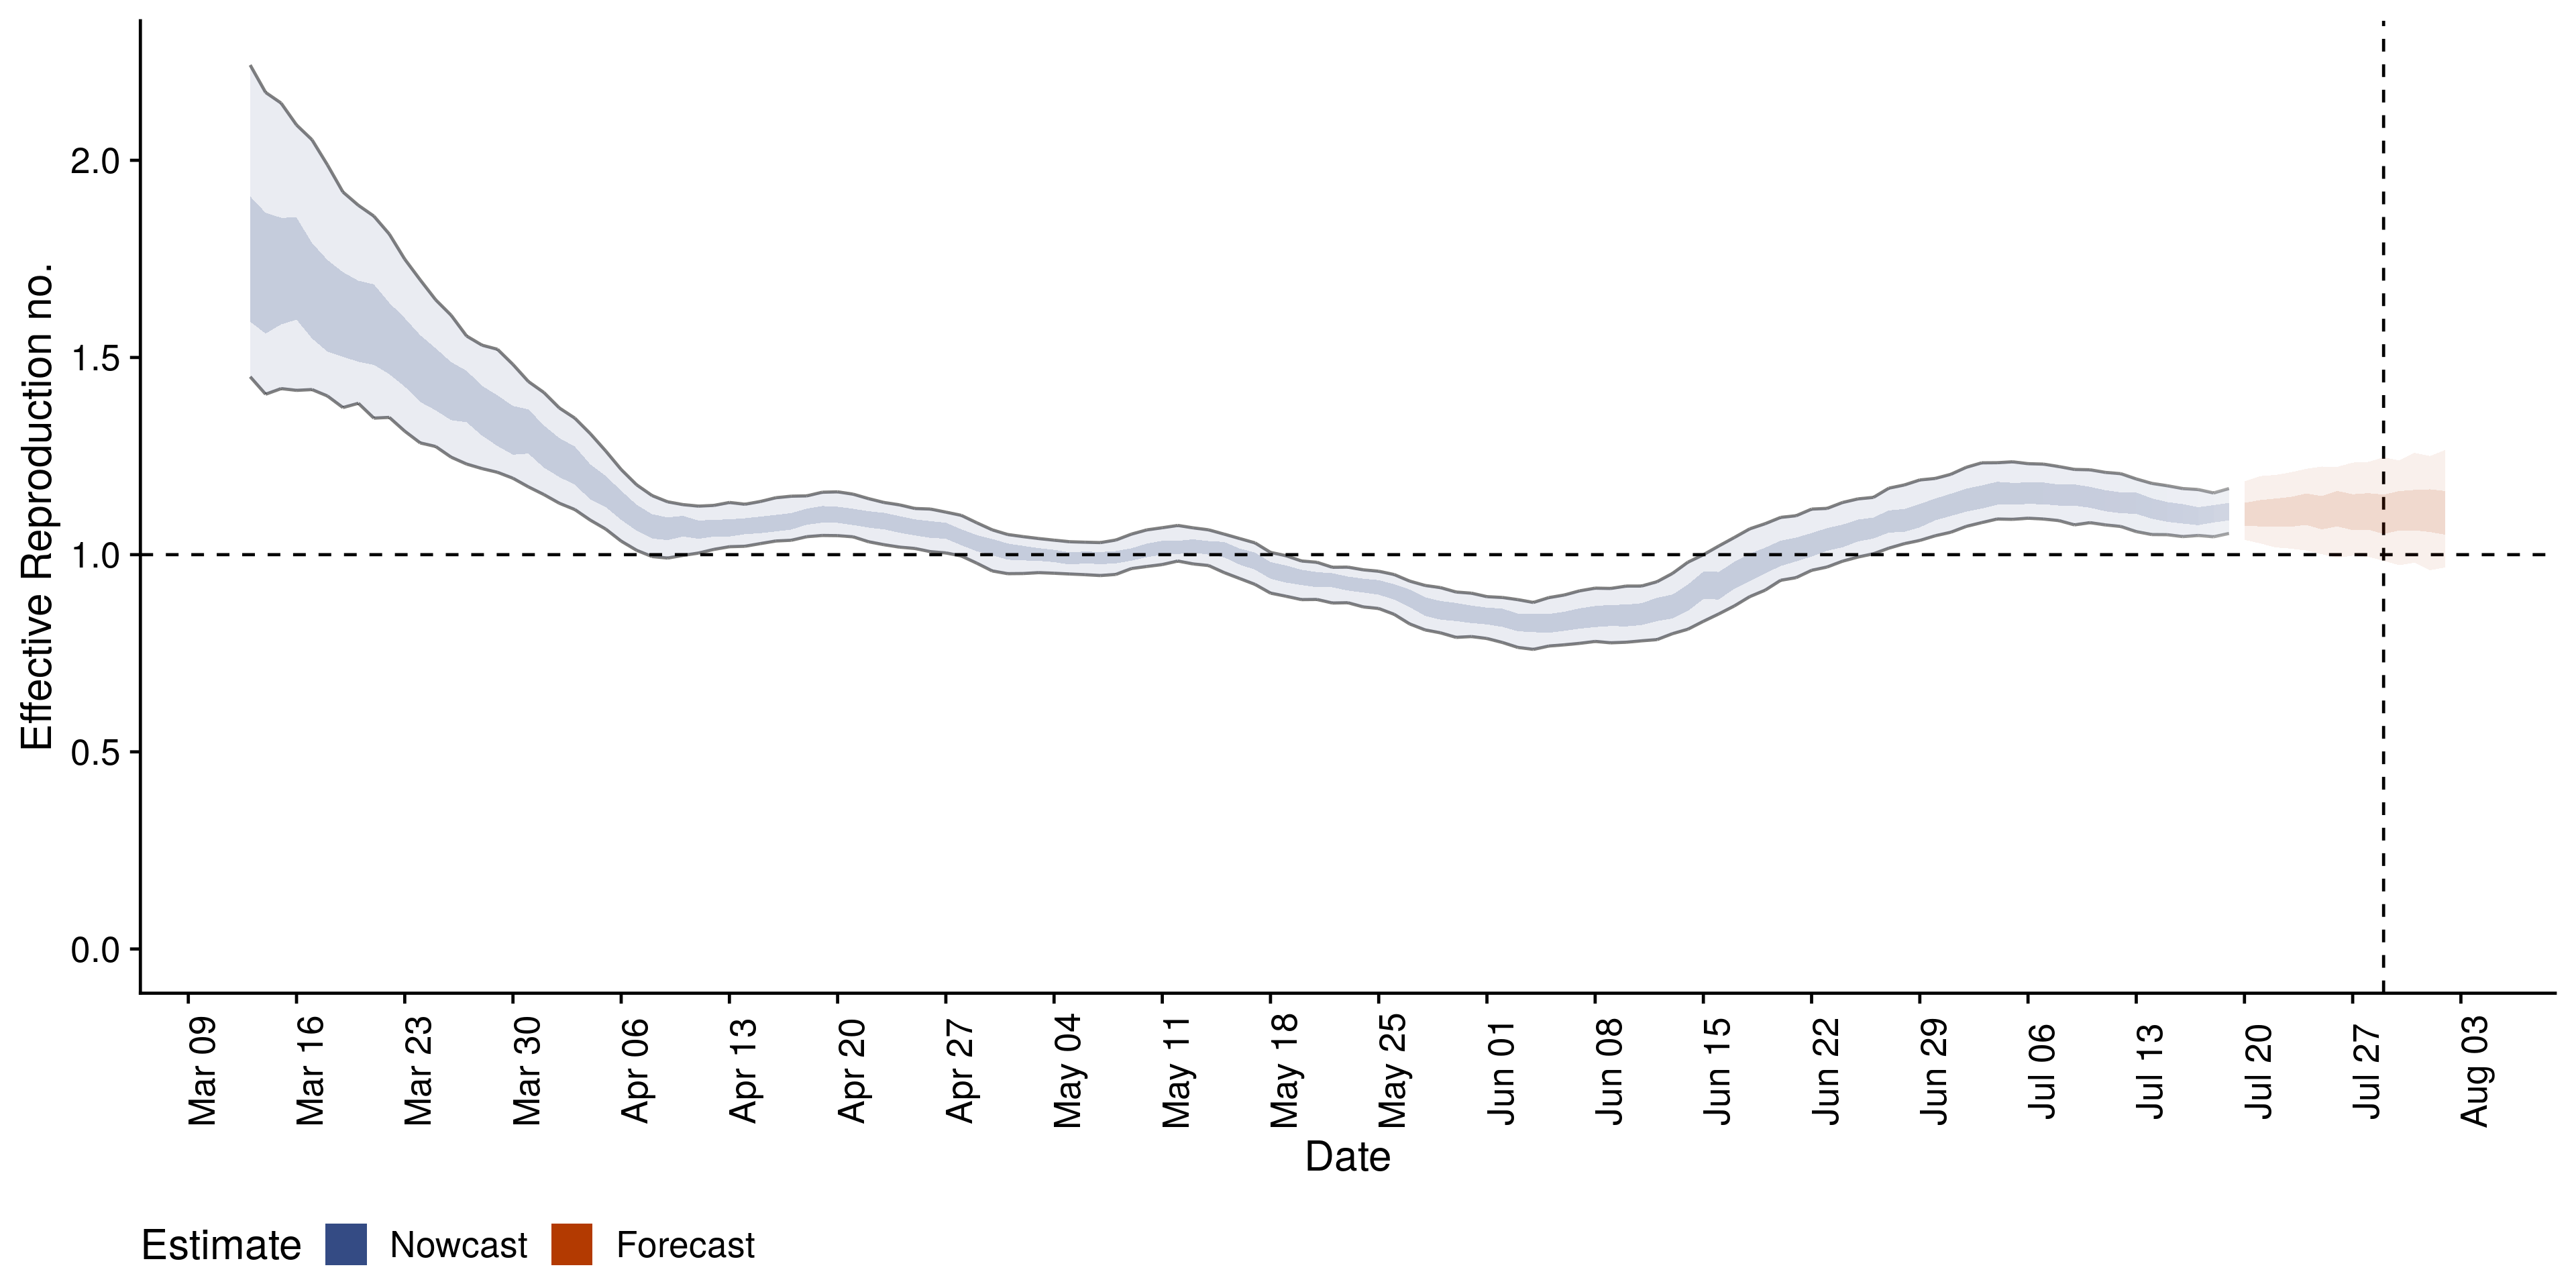 Effective Reproduction no.
2.0
1.5
1.0
0.5
0.0
Mar 09
Mar 16
Mar 23
Mar 30
Apr 06
Apr 13
Apr 20
Apr 27
May 04
May 11
May 18
May 25
Jun 01
Jun 08
Jun 15
Jun 22
Jun 29
Jul 06
Jul 13
Jul 20
Jul 27
Aug 03
Date
Estimate Nowcast Forecast